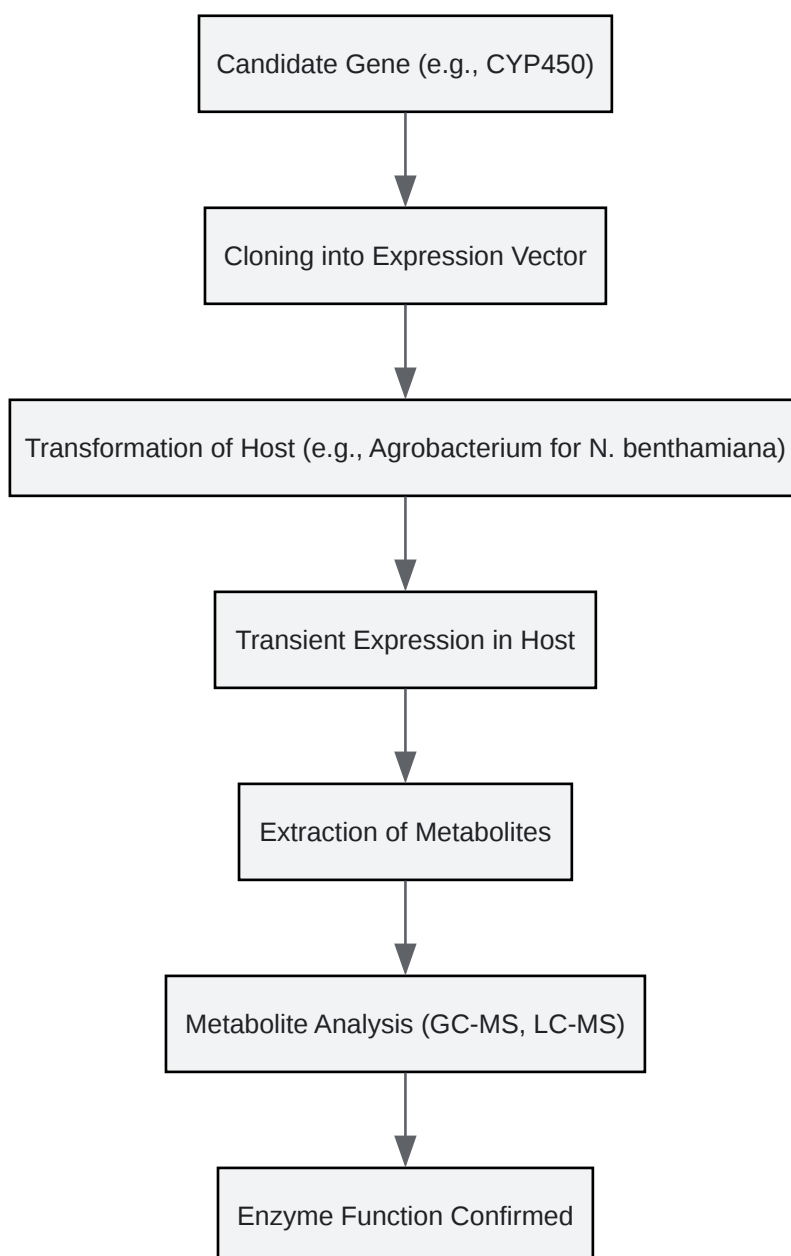 Candidate Gene (e.g., CYP450)
Cloning into Expression Vector
Transformation of Host (e.g., Agrobacterium for N. benthamiana)
Transient Expression in Host
Extraction of Metabolites
Metabolite Analysis (GC-MS, LC-MS)
Enzyme Function Confirmed